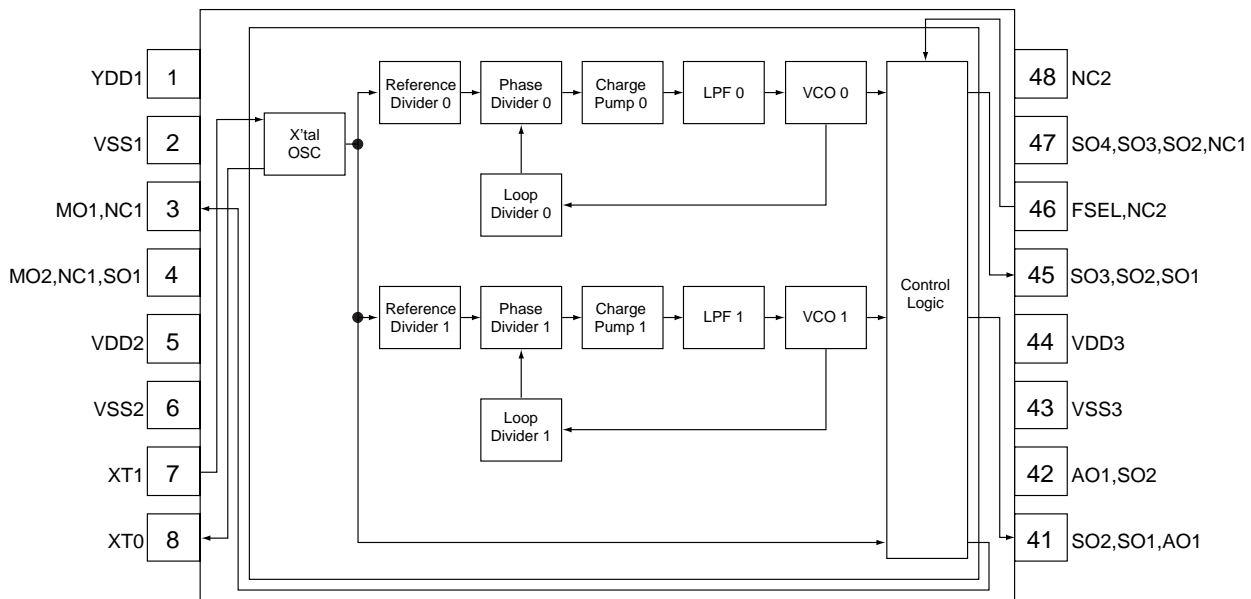 YDD1 1
VSS1 2
MO1,NC1 3
MO2,NC1,SO1 4
VDD2 5
VSS2 6
XT1 7
XT0 8
X'tal
OSC
Reference
Divider 0
Phase
Divider 0
Charge
Pump 0
LPF 0
VCO 0
Loop
Divider 0
Reference
Divider 1
Phase
Divider 1
Charge
Pump 1
LPF 1
VCO 1
Loop
Divider 1
Control
Logic
48 NC2
47 SO4,SO3,SO2,NC1
46 FSEL,NC2
45 SO3,SO2,SO1
44 VDD3
43 VSS3
42 AO1,SO2
41 SO2,SO1,AO1